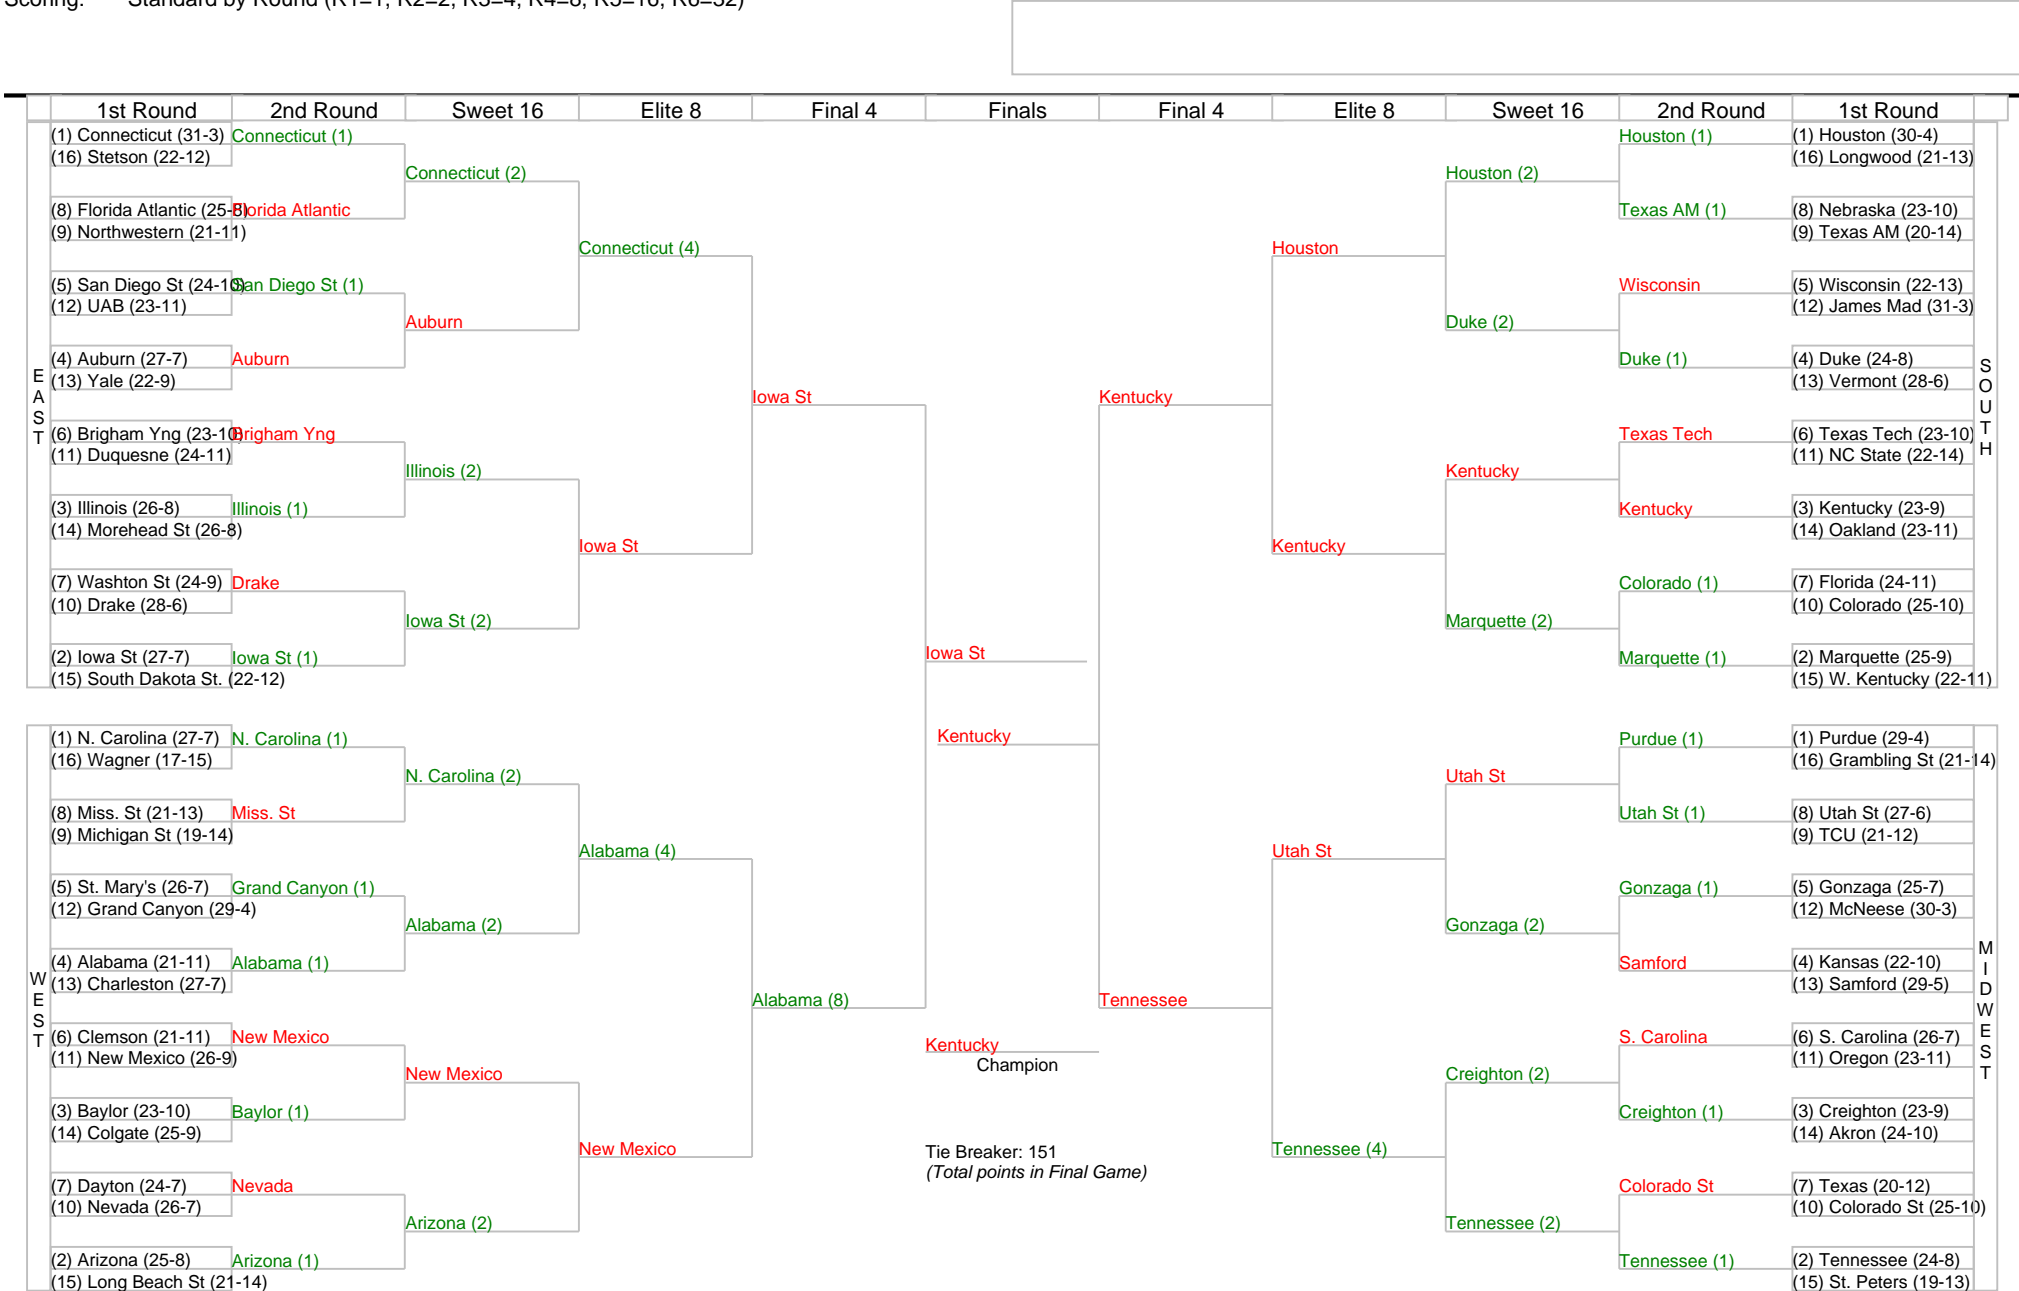 Scoring: Standard by Round (R1=1, R2=2, R3=4, R4=8, R5=16, R6=32)
1st Round 2nd Round Sweet 16 Elite 8 Final 4 Finals Final 4 Elite 8 Sweet 16 2nd Round 1st Round
EAST
(1) Connecticut (31-3)
(16) Stetson (22-12)
(8) Florida Atlantic (25-8)
(9) Northwestern (21-11)
(5) San Diego St (24-10)
(12) UAB (23-11)
(4) Auburn (27-7)
(13) Yale (22-9)
(6) Brigham Yng (23-10)
(11) Duquesne (24-11)
(3) Illinois (26-8)
(14) Morehead St (26-8)
(7) Washton St (24-9)
(10) Drake (28-6)
(2) Iowa St (27-7)
(15) South Dakota St. (22-12)
Connecticut (1)
Florida Atlantic
San Diego St (1)
Auburn
Brigham Yng
Illinois (1)
Drake
Iowa St (1)
Connecticut (2)
Auburn
Illinois (2)
Iowa St (2)
Connecticut (4)
Iowa St
Iowa St
WEST
(1) N. Carolina (27-7)
(16) Wagner (17-15)
(8) Miss. St (21-13)
(9) Michigan St (19-14)
(5) St. Mary's (26-7)
(12) Grand Canyon (29-4)
(4) Alabama (21-11)
(13) Charleston (27-7)
(6) Clemson (21-11)
(11) New Mexico (26-9)
(3) Baylor (23-10)
(14) Colgate (25-9)
(7) Dayton (24-7)
(10) Nevada (26-7)
(2) Arizona (25-8)
(15) Long Beach St (21-14)
N. Carolina (1)
Miss. St
Grand Canyon (1)
Alabama (1)
New Mexico
Baylor (1)
Nevada
Arizona (1)
N. Carolina (2)
Alabama (2)
New Mexico
Arizona (2)
Alabama (4)
New Mexico
Alabama (8)
Iowa St
Kentucky
Kentucky
Champion
Tie Breaker: 151
(Total points in Final Game)
Kentucky
Houston
Kentucky
Houston (2)
Duke (2)
Kentucky
Marquette (2)
Houston (1)
Texas AM (1)
Wisconsin
Duke (1)
Texas Tech
Kentucky
Colorado (1)
Marquette (1)
(1) Houston (30-4)
(16) Longwood (21-13)
(8) Nebraska (23-10)
(9) Texas AM (20-14)
(5) Wisconsin (22-13)
(12) James Mad (31-3)
(4) Duke (24-8)
(13) Vermont (28-6)
(6) Texas Tech (23-10)
(11) NC State (22-14)
(3) Kentucky (23-9)
(14) Oakland (23-11)
(7) Florida (24-11)
(10) Colorado (25-10)
(2) Marquette (25-9)
(15) W. Kentucky (22-11)
SOUTH
Tennessee
Utah St
Tennessee (4)
Utah St
Gonzaga (2)
Creighton (2)
Tennessee (2)
Purdue (1)
Utah St (1)
Gonzaga (1)
Samford
S. Carolina
Creighton (1)
Colorado St
Tennessee (1)
(1) Purdue (29-4)
(16) Grambling St (21-14)
(8) Utah St (27-6)
(9) TCU (21-12)
(5) Gonzaga (25-7)
(12) McNeese (30-3)
(4) Kansas (22-10)
(13) Samford (29-5)
(6) S. Carolina (26-7)
(11) Oregon (23-11)
(3) Creighton (23-9)
(14) Akron (24-10)
(7) Texas (20-12)
(10) Colorado St (25-10)
(2) Tennessee (24-8)
(15) St. Peters (19-13)
MIDWEST